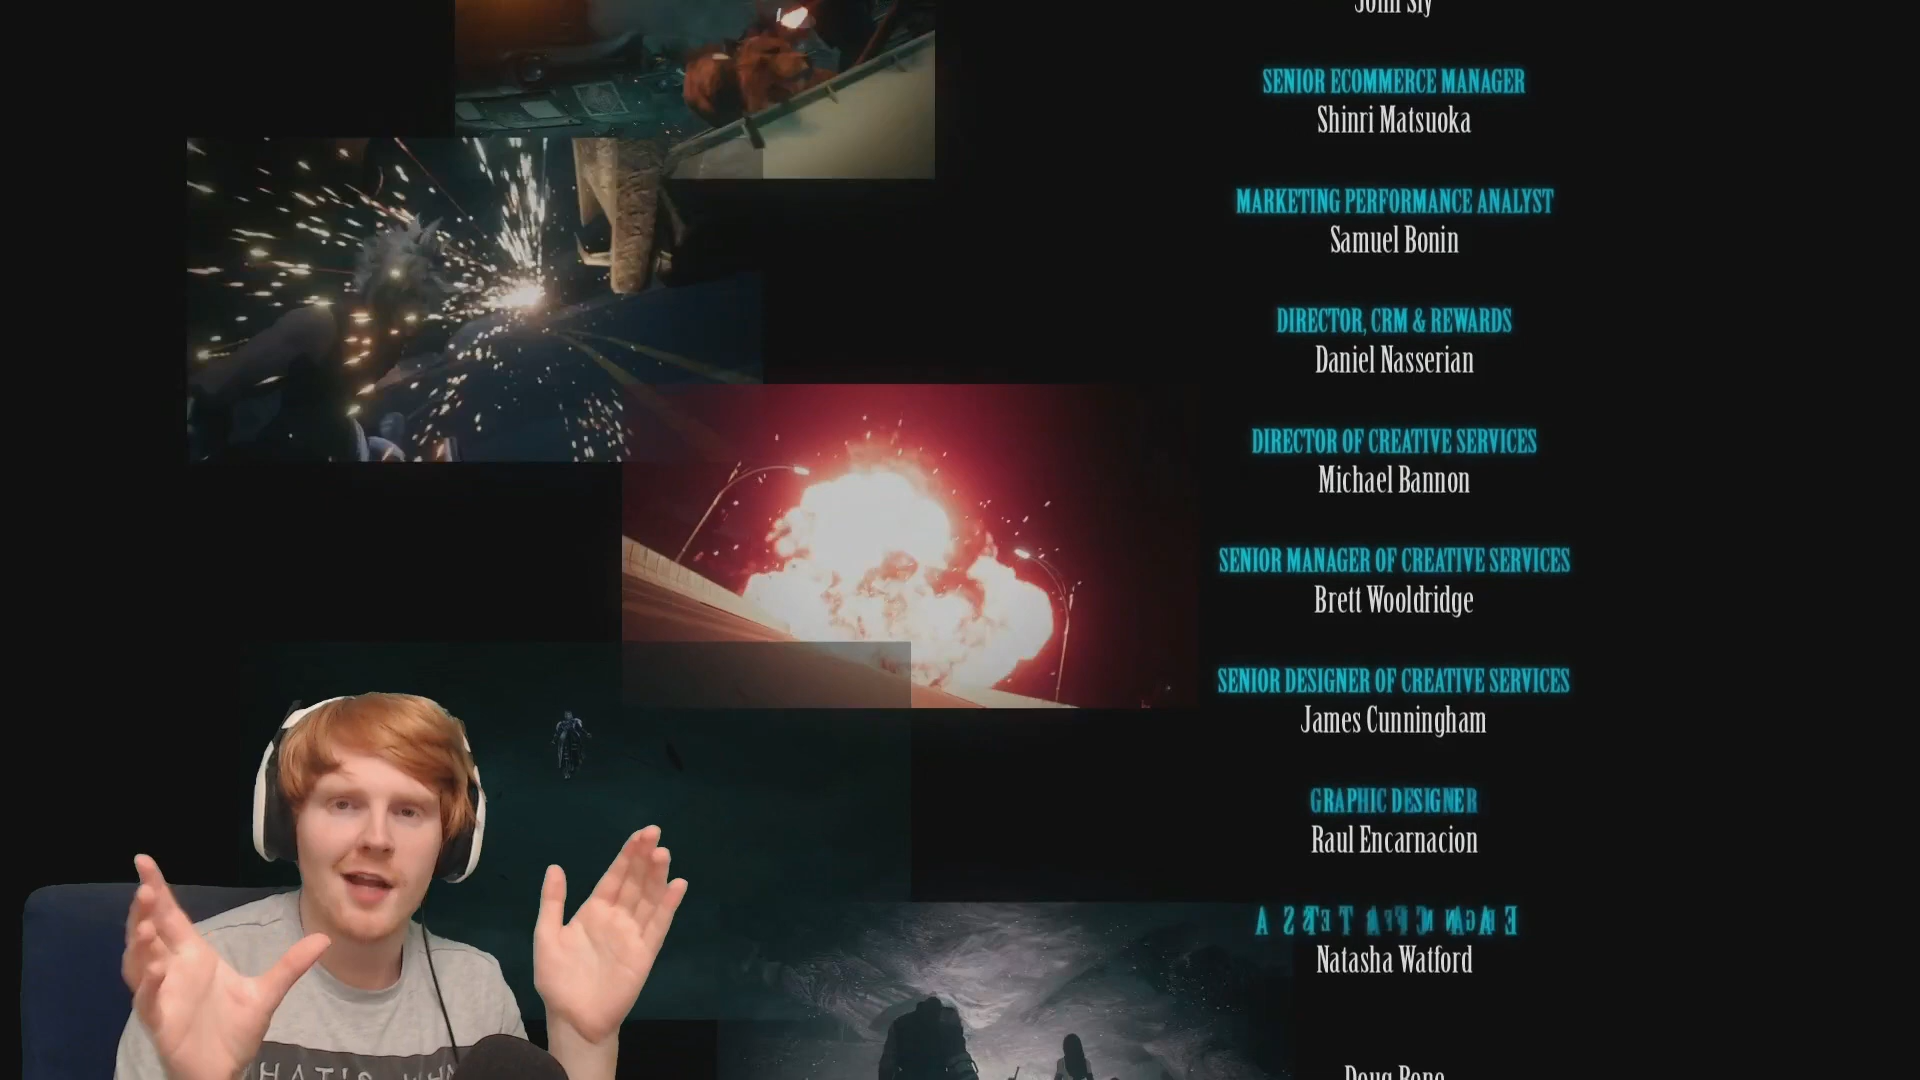 John Sly
SENIOR ECOMMERCE MANAGER
Shinri Matsuoka
MARKETING PERFORMANCE ANALYST
Samuel Bonin
DIRECTOR, CRM & REWARDS
Daniel Nasserian
DIRECTOR OF CREATIVE SERVICES
Michael Bannon
SENIOR MANAGER OF CREATIVE SERVICES
Brett Wooldridge
SENIOR DESIGNER OF CREATIVE SERVICES
James Cunningham
GRAPHIC DESIGNER
Raul Encarnacion
Natasha Watford